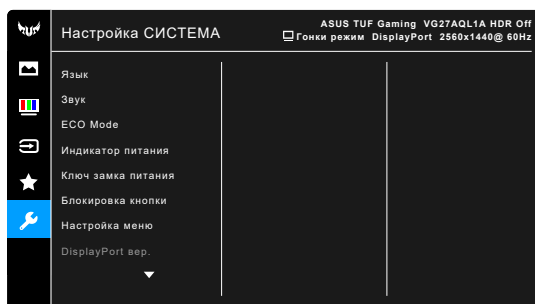 Настройка СИСТЕМА
ASUS TUF Gaming VG27AQL1A HDR Off
Гонки режим DisplayPort 2560x1440@ 60Hz
Язык
Звук
ECO Mode
Индикатор питания
Ключ замка питания
Блокировка кнопки
Настройка меню
DisplayPort вер.